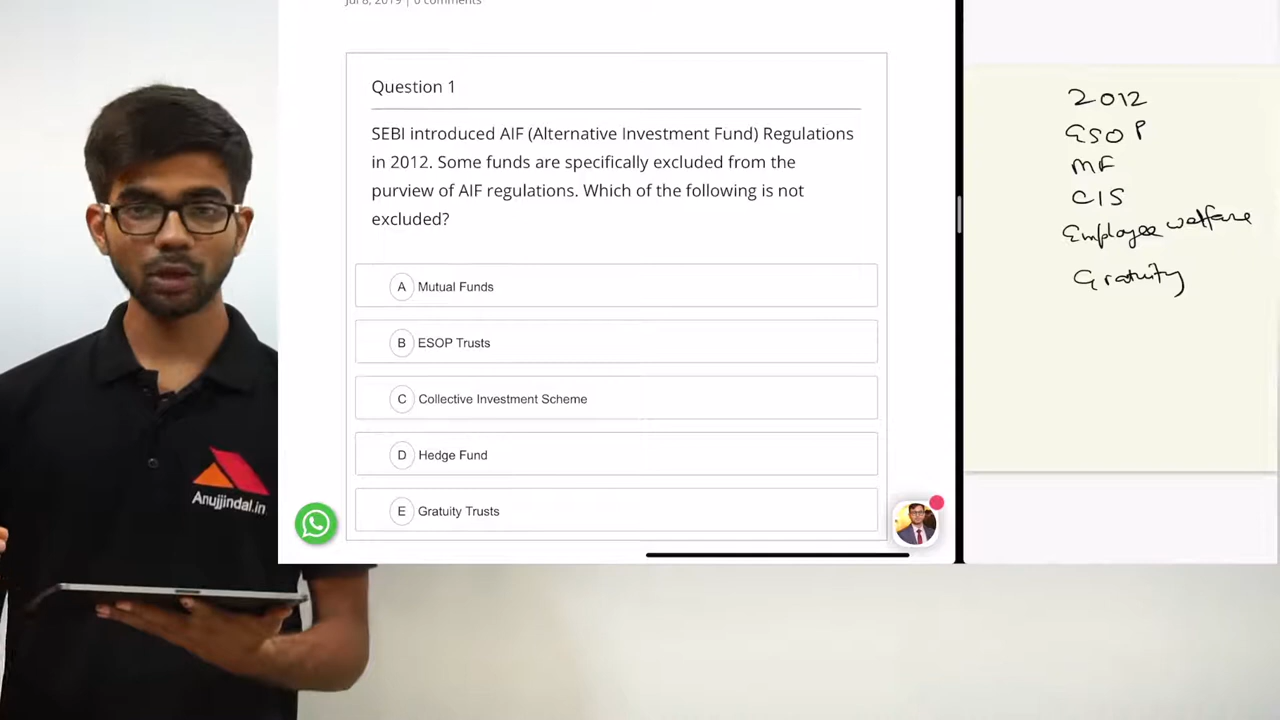 Jul 8, 2019 | 0 comments
Question 1
SEBI introduced AIF (Alternative Investment Fund) Regulations
in 2012. Some funds are specifically excluded from the
purview of AIF regulations. Which of the following is not
excluded?
A Mutual Funds
B ESOP Trusts
C Collective Investment Scheme
D Hedge Fund
E Gratuity Trusts
2012
ESOP
MF
CIS
Employee welfare
Gratuity
Anujjindal.in